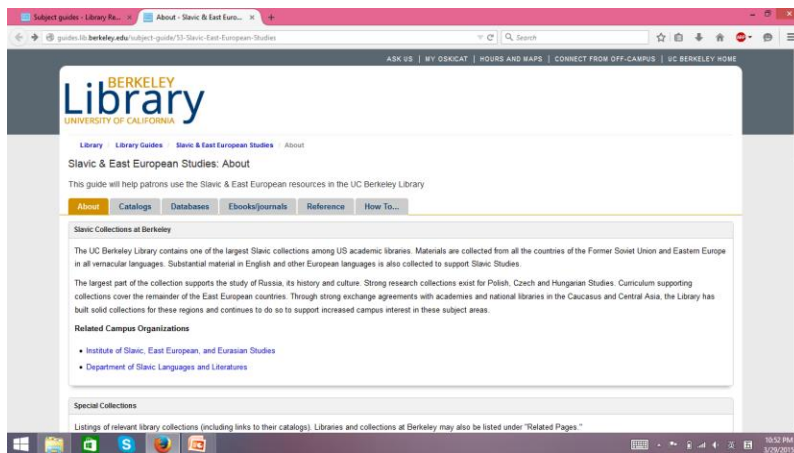 Subject guides - Library Re...
About - Slavic & East Euro...
guides.lib.berkeley.edu/subject-guide/53-Slavic-East-European-Studies
Search
ASK US | MY OSKICAT | HOURS AND MAPS | CONNECT FROM OFF-CAMPUS | UC BERKELEY HOME
BERKELEY
Library
UNIVERSITY OF CALIFORNIA
Library / Library Guides / Slavic & East European Studies / About
Slavic & East European Studies: About
This guide will help patrons use the Slavic & East European resources in the UC Berkeley Library
About Catalogs Databases Ebooks/journals Reference How To...
Slavic Collections at Berkeley
The UC Berkeley Library contains one of the largest Slavic collections among US academic libraries. Materials are collected from all the countries of the Former Soviet Union and Eastern Europe
in all vernacular languages. Substantial material in English and other European languages is also collected to support Slavic Studies.
The largest part of the collection supports the study of Russia, its history and culture. Strong research collections exist for Polish, Czech and Hungarian Studies. Curriculum supporting
collections cover the remainder of the East European countries. Through strong exchange agreements with academies and national libraries in the Caucasus and Central Asia, the Library has
built solid collections for these regions and continues to do so to support increased campus interest in these subject areas.
Related Campus Organizations
• Institute of Slavic, East European, and Eurasian Studies
• Department of Slavic Languages and Literatures
Special Collections
Listings of relevant library collections (including links to their catalogs). Libraries and collections at Berkeley may also be listed under "Related Pages."
10:52 PM
3/29/2015